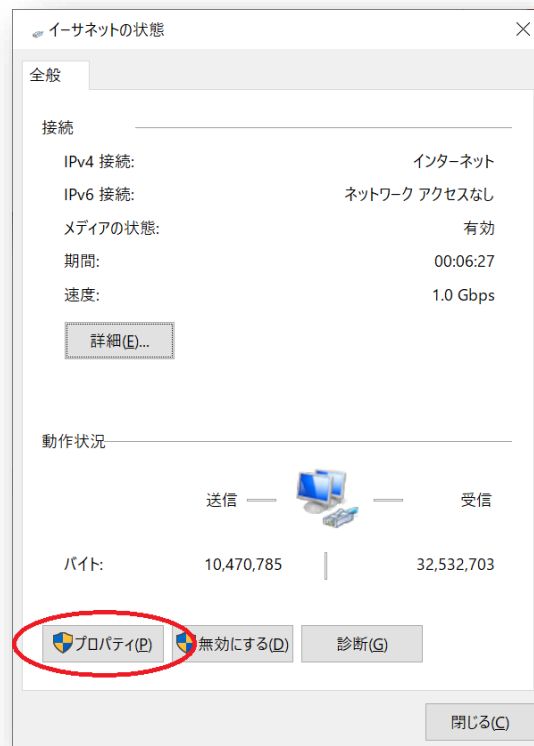 イーサネットの状態
全般
接続
IPv4 接続: インターネット
IPv6 接続: ネットワーク アクセスなし
メディアの状態: 有効
期間: 00:06:27
速度: 1.0 Gbps
詳細(E)...
動作状況
送信 受信
バイト: 10,470,785 32,532,703
プロパティ(P) 無効にする(D) 診断(G)
閉じる(C)